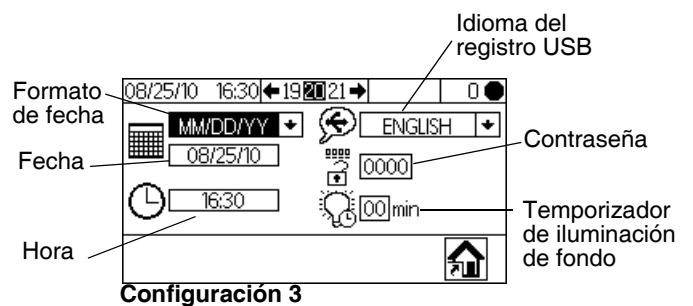 Idioma del
registro USB
Formato
de fecha
08/25/10 16:30 19 20 21 0
MM/DD/YY
ENGLISH
Fecha
08/25/10
0000
Contraseña
16:30
00 min
Hora
Temporizador
de iluminación
de fondo
Configuración 3